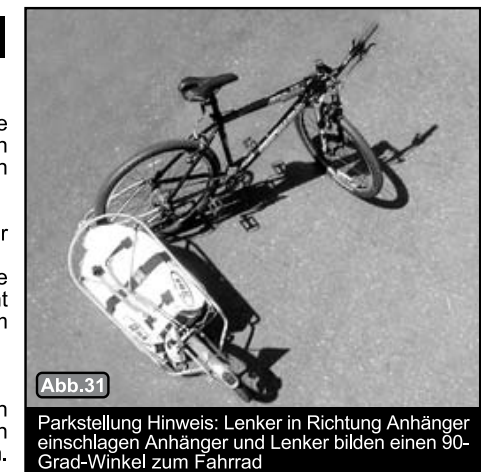 Abb.31
Parkstellung Hinweis: Lenker in Richtung Anhänger
einschlagen Anhänger und Lenker bilden einen 90-
Grad-Winkel zum Fahrrad